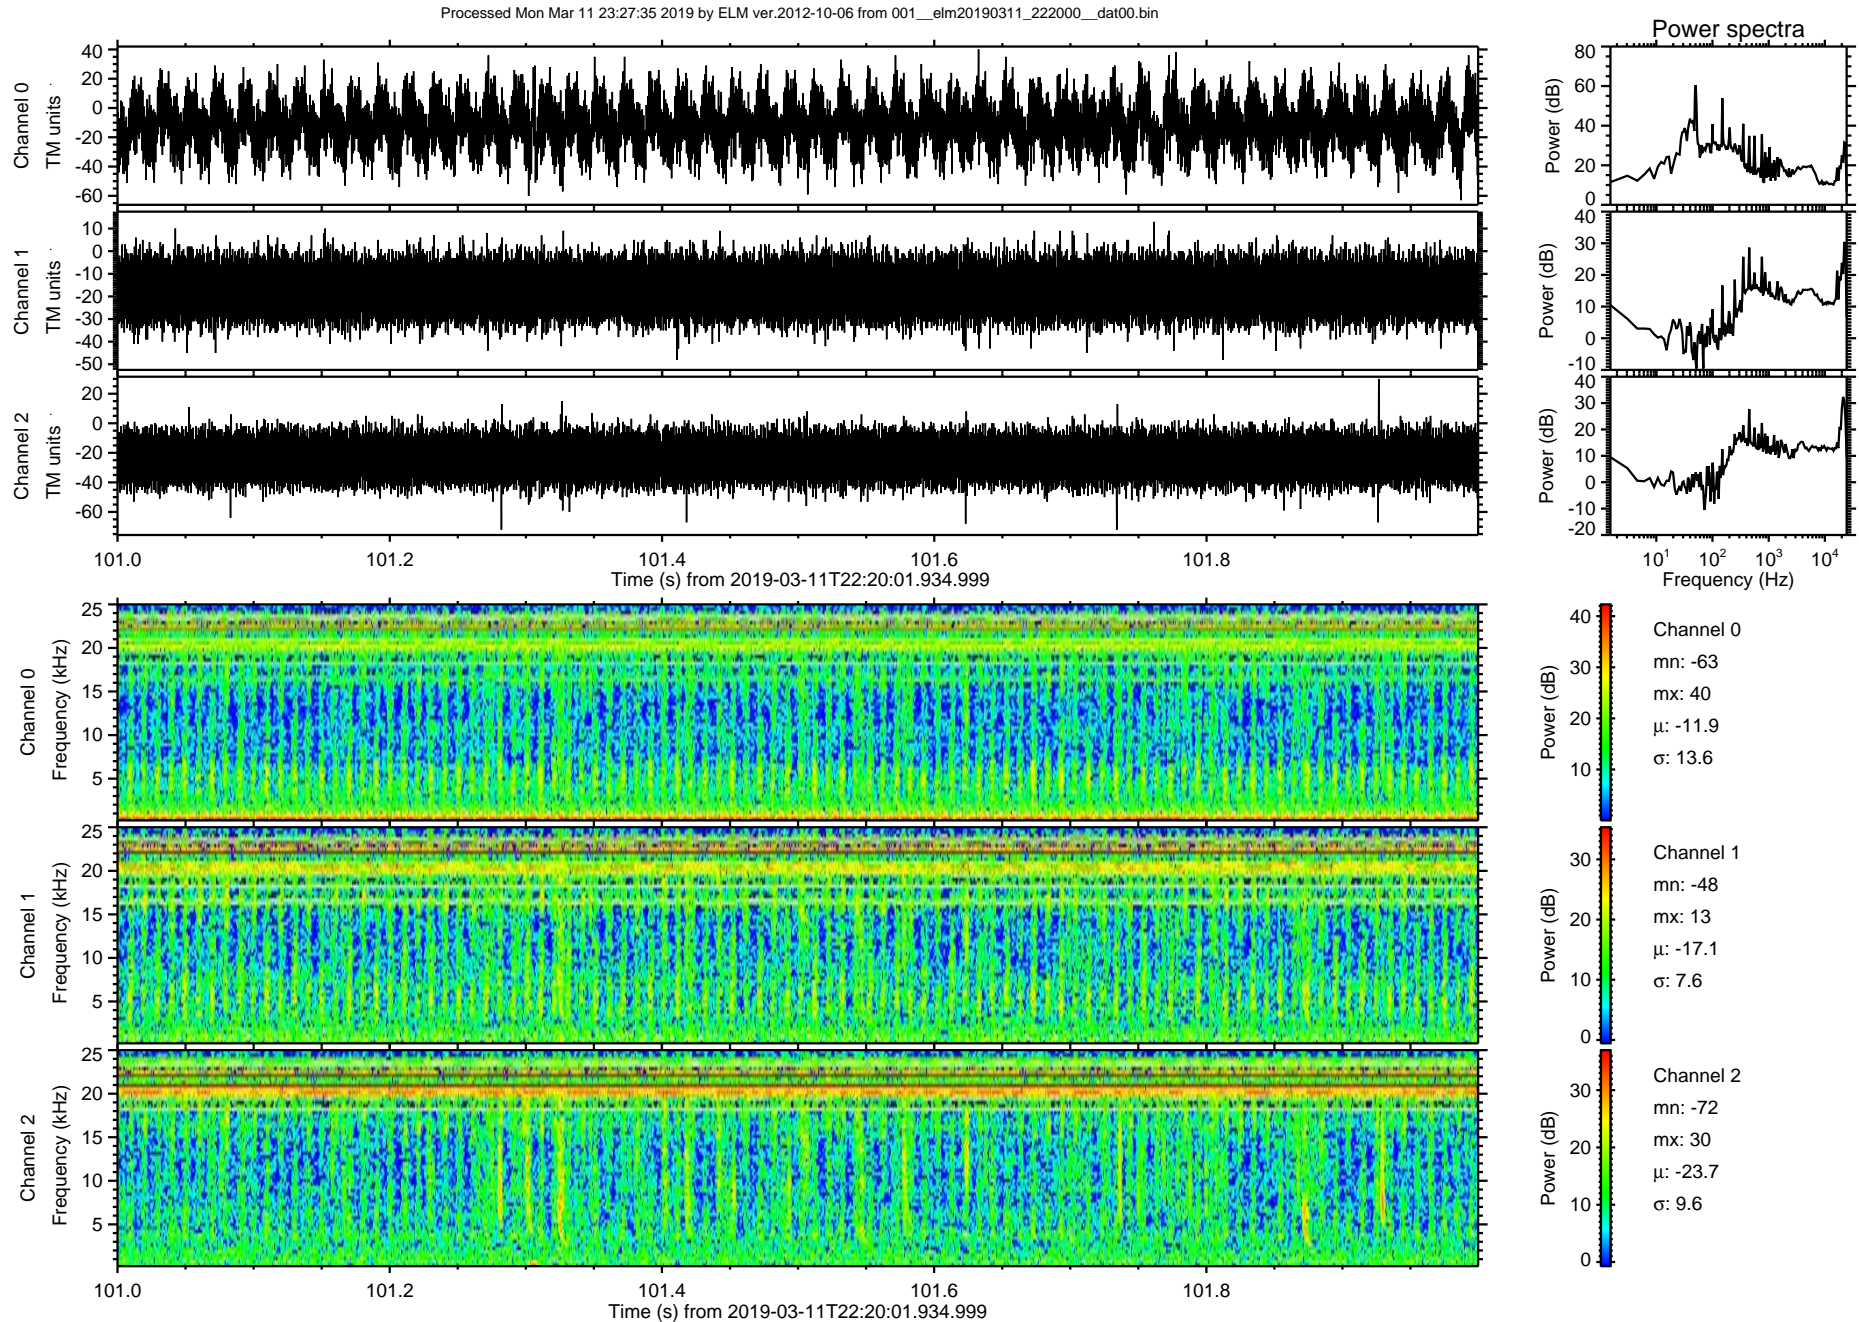 Processed Mon Mar 11 23:27:35 2019 by ELM ver.2012-10-06 from 001__elm20190311_222000__dat00.bin
Power spectra
Channel 0
TM units
40
20
0
-20
-40
-60
Power (dB)
80
60
40
20
0
Channel 1
TM units
10
0
-10
-20
-30
-40
-50
Power (dB)
40
30
20
10
0
-10
Channel 2
TM units
20
0
-20
-40
-60
Power (dB)
40
30
20
10
0
-10
-20
101.0 101.2 101.4 101.6 101.8
Time (s) from 2019-03-11T22:20:01.934.999
10^1 10^2 10^3 10^4
Frequency (Hz)
Channel 0
Frequency (kHz)
25
20
15
10
5
Power (dB)
40
30
20
10
Channel 0
mn: -63
mx: 40
μ: -11.9
σ: 13.6
Channel 1
Frequency (kHz)
25
20
15
10
5
Power (dB)
30
20
10
0
Channel 1
mn: -48
mx: 13
μ: -17.1
σ: 7.6
Channel 2
Frequency (kHz)
25
20
15
10
5
Power (dB)
30
20
10
0
Channel 2
mn: -72
mx: 30
μ: -23.7
σ: 9.6
101.0 101.2 101.4 101.6 101.8
Time (s) from 2019-03-11T22:20:01.934.999